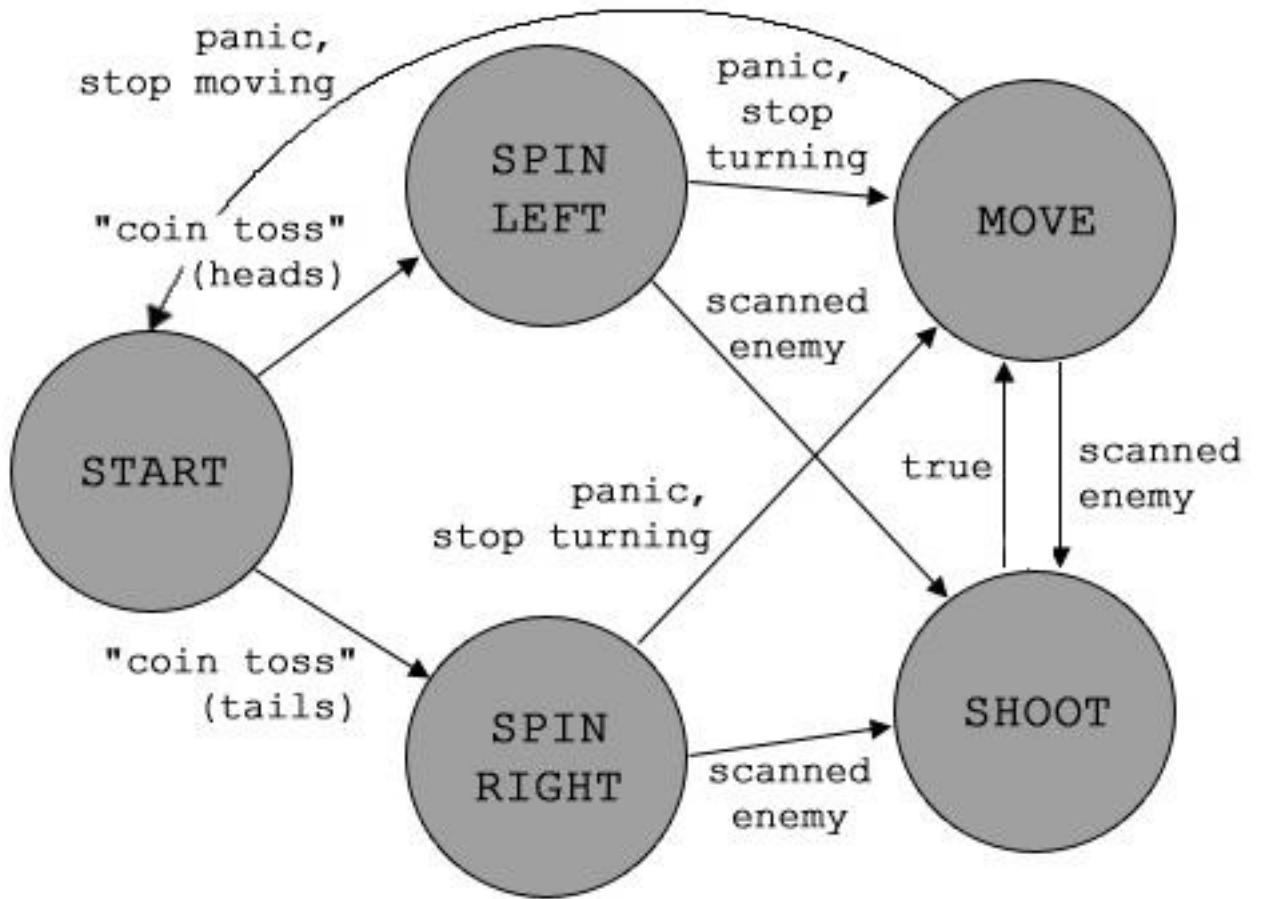 panic,
stop moving
SPIN
LEFT
panic,
stop
turning
MOVE
"coin toss"
(heads)
scanned
enemy
START
true
scanned
enemy
panic,
stop turning
"coin toss"
(tails)
SPIN
RIGHT
scanned
enemy
SHOOT